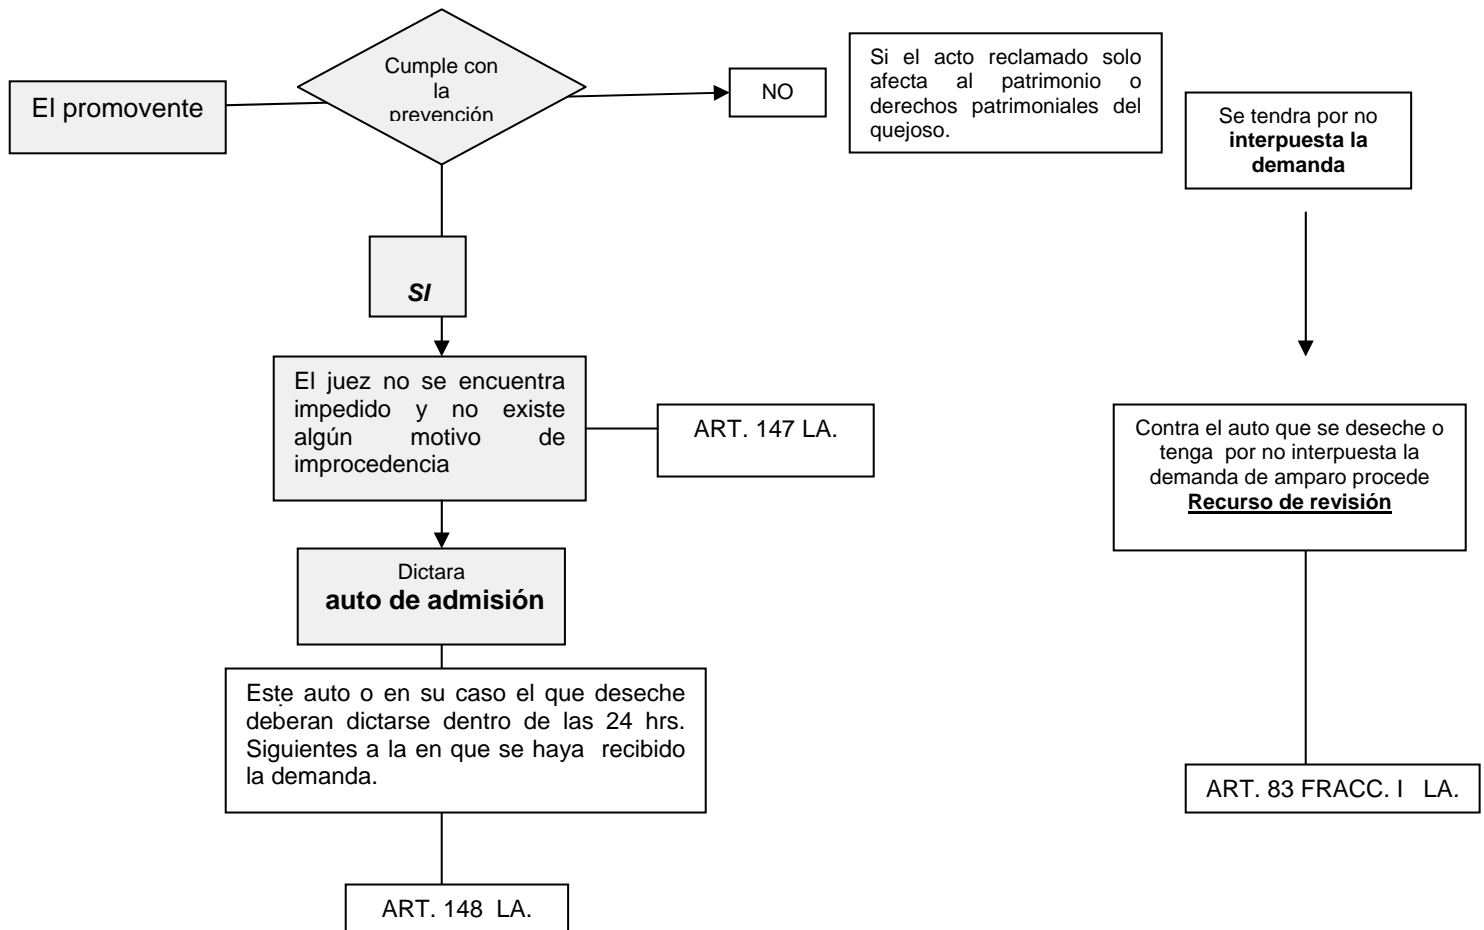 El promovente
Cumple con
la
prevención
NO
Si el acto reclamado solo
afecta al patrimonio o
derechos patrimoniales del
quejoso.
Se tendra por no
interpuesta la
demanda
SI
El juez no se encuentra
impedido y no existe
algún motivo de
improcedencia
ART. 147 LA.
Contra el auto que se deseche o
tenga por no interpuesta la
demanda de amparo procede
Recurso de revisión
Dictara
auto de admisión
Este auto o en su caso el que deseche
deberan dictarse dentro de las 24 hrs.
Siguientes a la en que se haya recibido
la demanda.
ART. 83 FRACC. I LA.
ART. 148 LA.